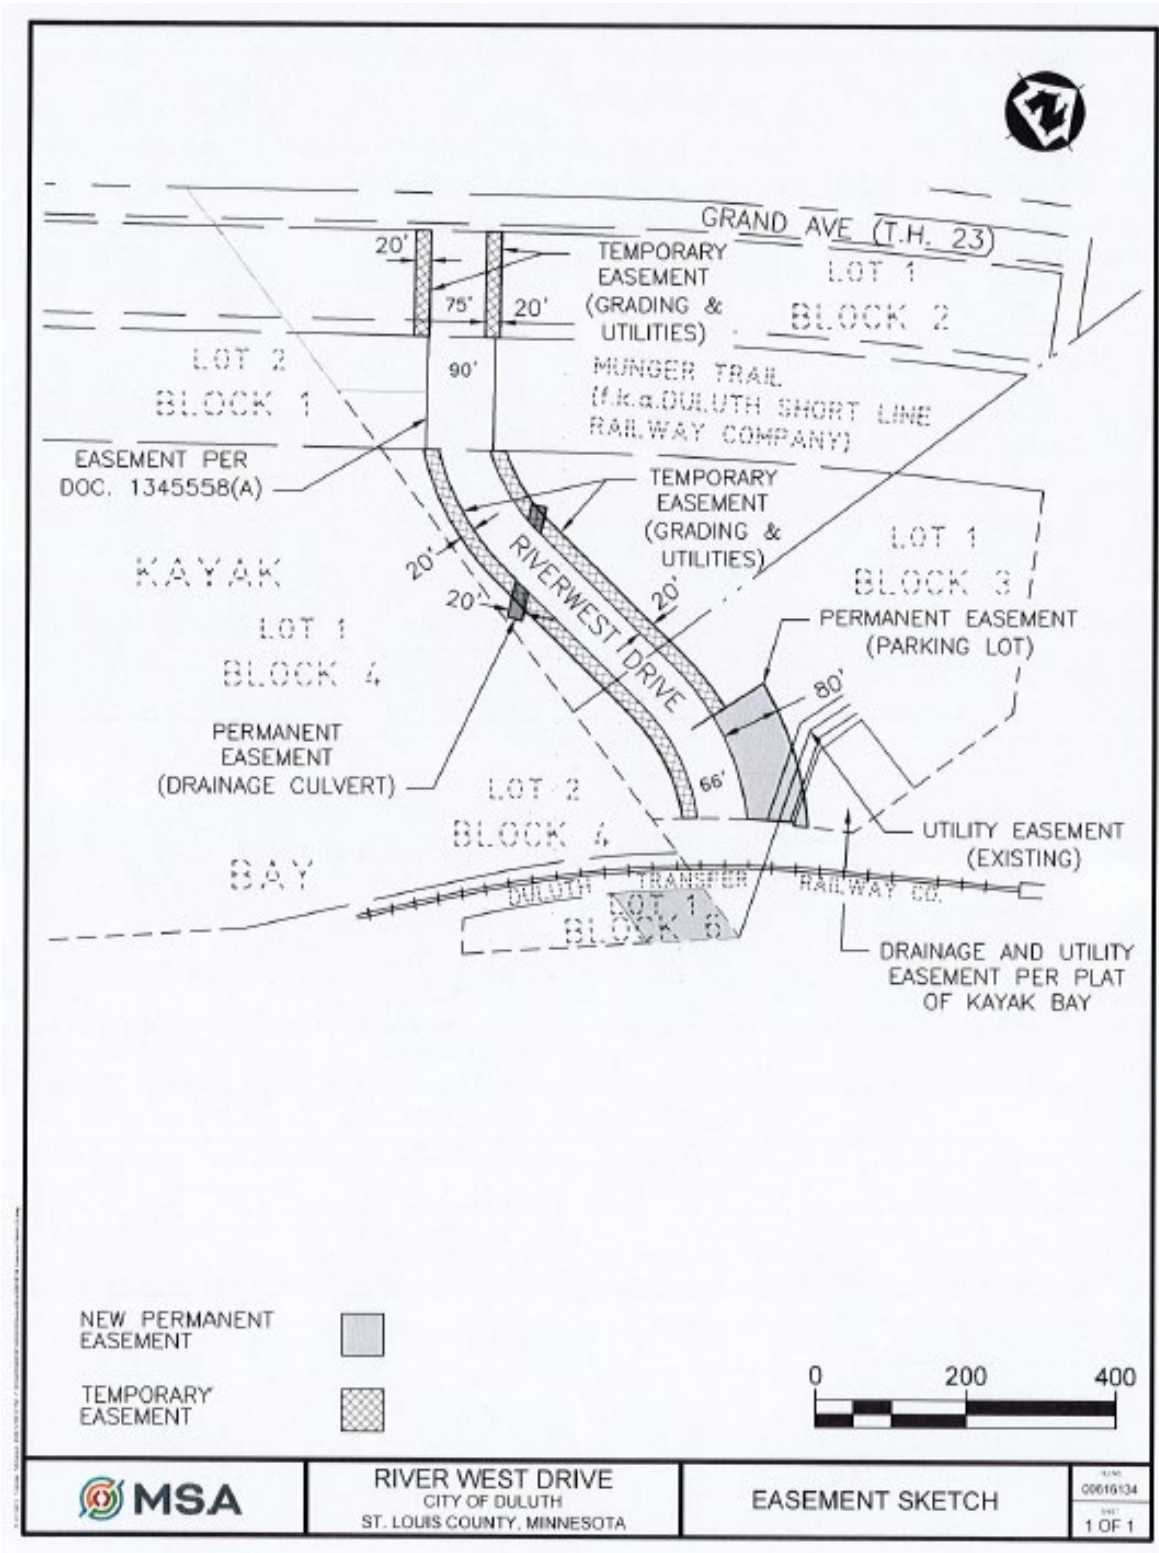 GRAND AVE (T.H. 23)
20'
TEMPORARY
EASEMENT
(GRADING &
UTILITIES)
75'
20'
LOT 1
BLOCK 2
LOT 2
BLOCK 1
90'
MUNGER TRAIL
(f.k.a.DULUTH SHORT LINE
RAILWAY COMPANY)
EASEMENT PER
DOC. 1345558(A)
TEMPORARY
EASEMENT
(GRADING &
UTILITIES)
LOT 1
BLOCK 3
KAYAK
20'
20'
RIVERWEST DRIVE
20'
LOT 1
BLOCK 4
PERMANENT EASEMENT
(PARKING LOT)
80'
PERMANENT
EASEMENT
(DRAINAGE CULVERT)
66'
LOT 2
BLOCK 4
UTILITY EASEMENT
(EXISTING)
BAY
DULUTH TRANSFER RAILWAY CO.
LOT 1
BLOCK 6
DRAINAGE AND UTILITY
EASEMENT PER PLAT
OF KAYAK BAY
NEW PERMANENT
EASEMENT
TEMPORARY
EASEMENT
0 200 400
MSA
RIVER WEST DRIVE
CITY OF DULUTH
ST. LOUIS COUNTY, MINNESOTA
EASEMENT SKETCH
09616134
1 OF 1